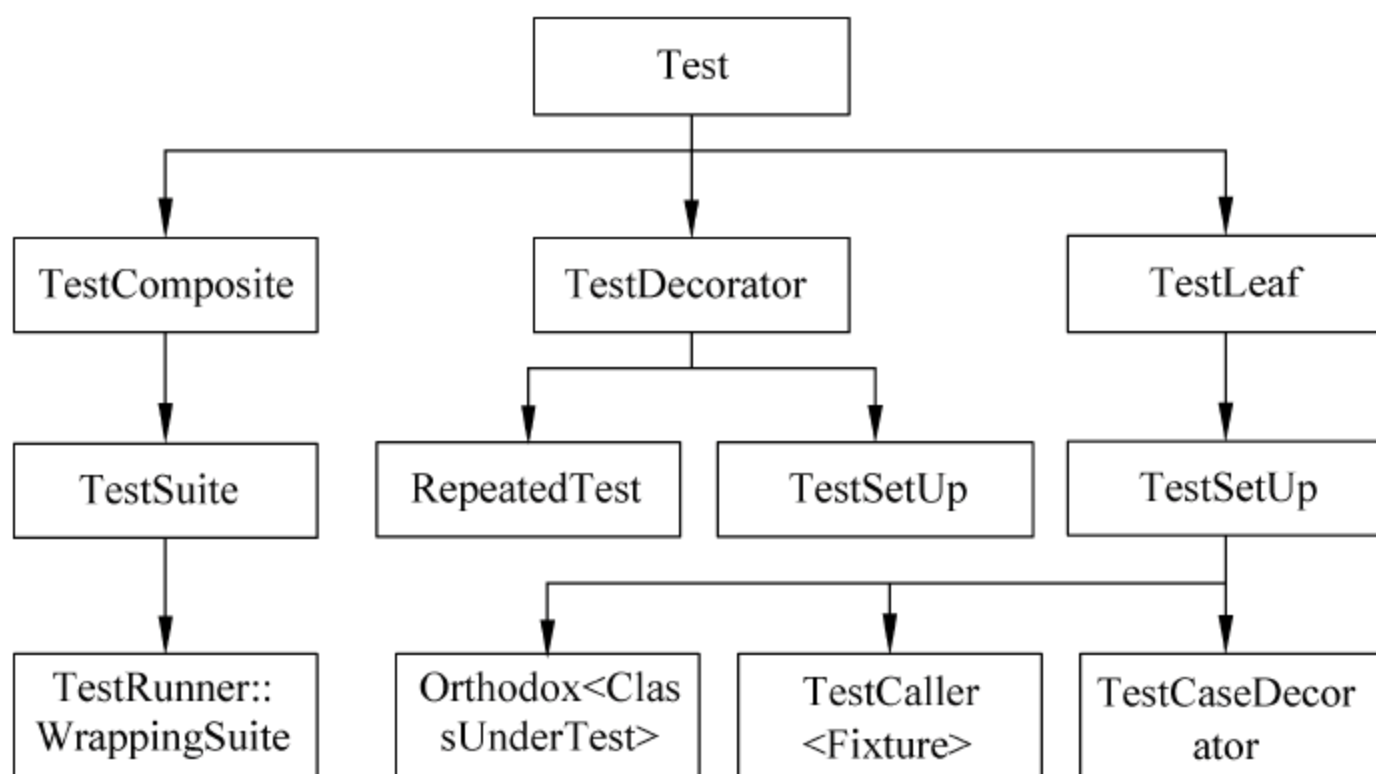 Test
TestComposite
TestDecorator
TestLeaf
TestSuite
RepeatedTest
TestSetUp
TestSetUp
TestRunner::
WrappingSuite
Orthodox<Clas
sUnderTest>
TestCaller
<Fixture>
TestCaseDecor
ator